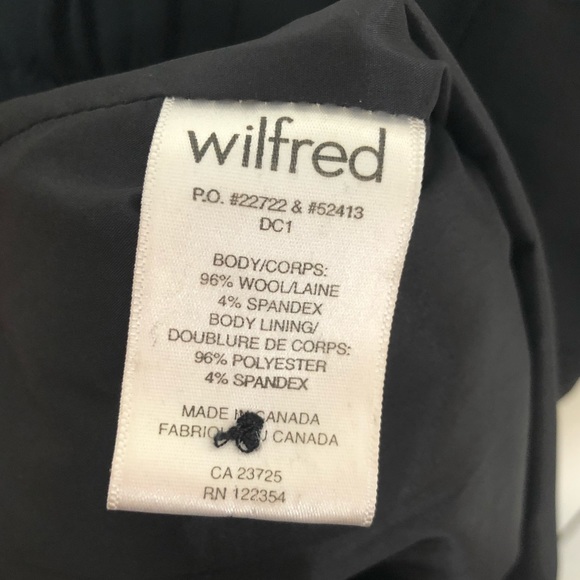 wilfred
P.O. #22722 & #52413
DC1
BODY/CORPS:
96% WOOL/LAINE
4% SPANDEX
BODY LINING/
DOUBLURE DE CORPS:
96% POLYESTER
4% SPANDEX
MADE IN CANADA
CANADA
CA 23725
RN 122354